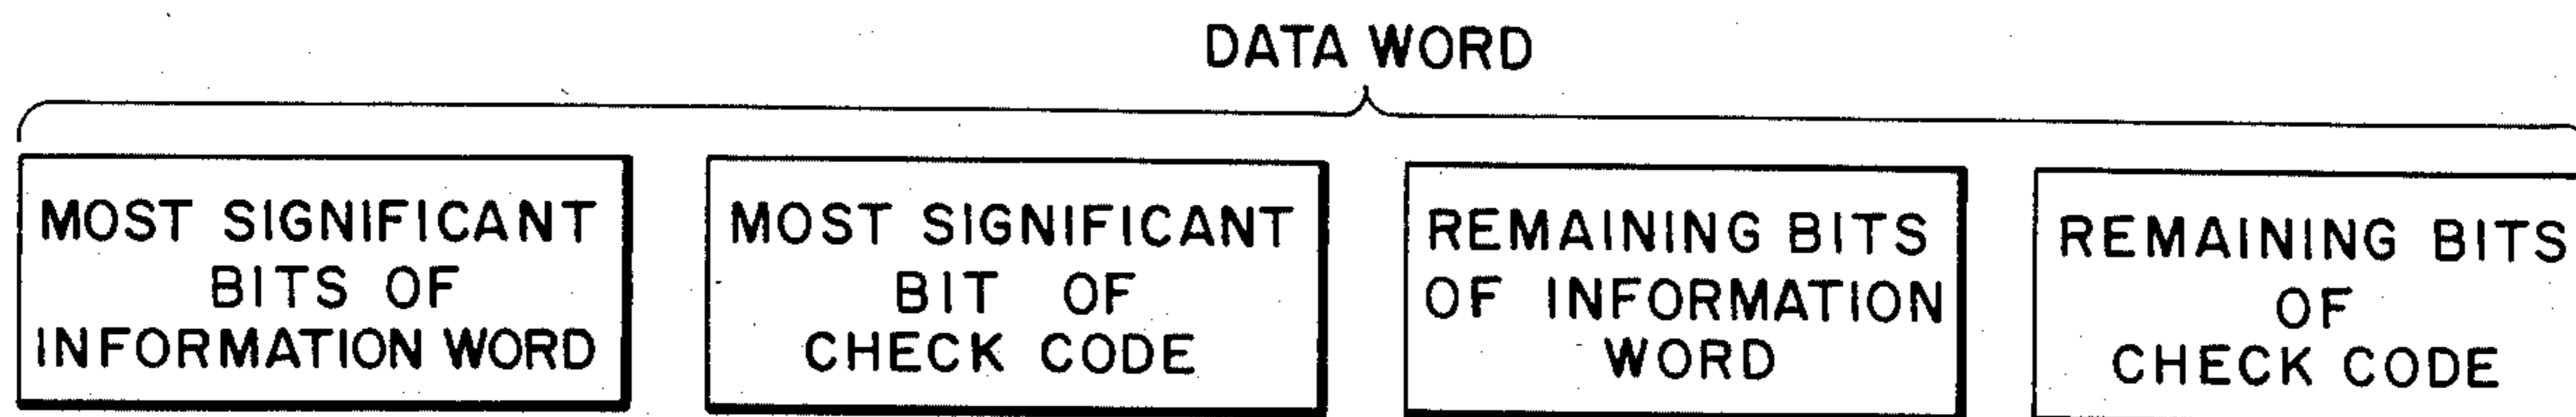 DATA WORD
MOST SIGNIFICANT
BITS OF
INFORMATION WORD
MOST SIGNIFICANT
BIT OF
CHECK CODE
REMAINING BITS
OF INFORMATION
WORD
REMAINING BITS
OF
CHECK CODE